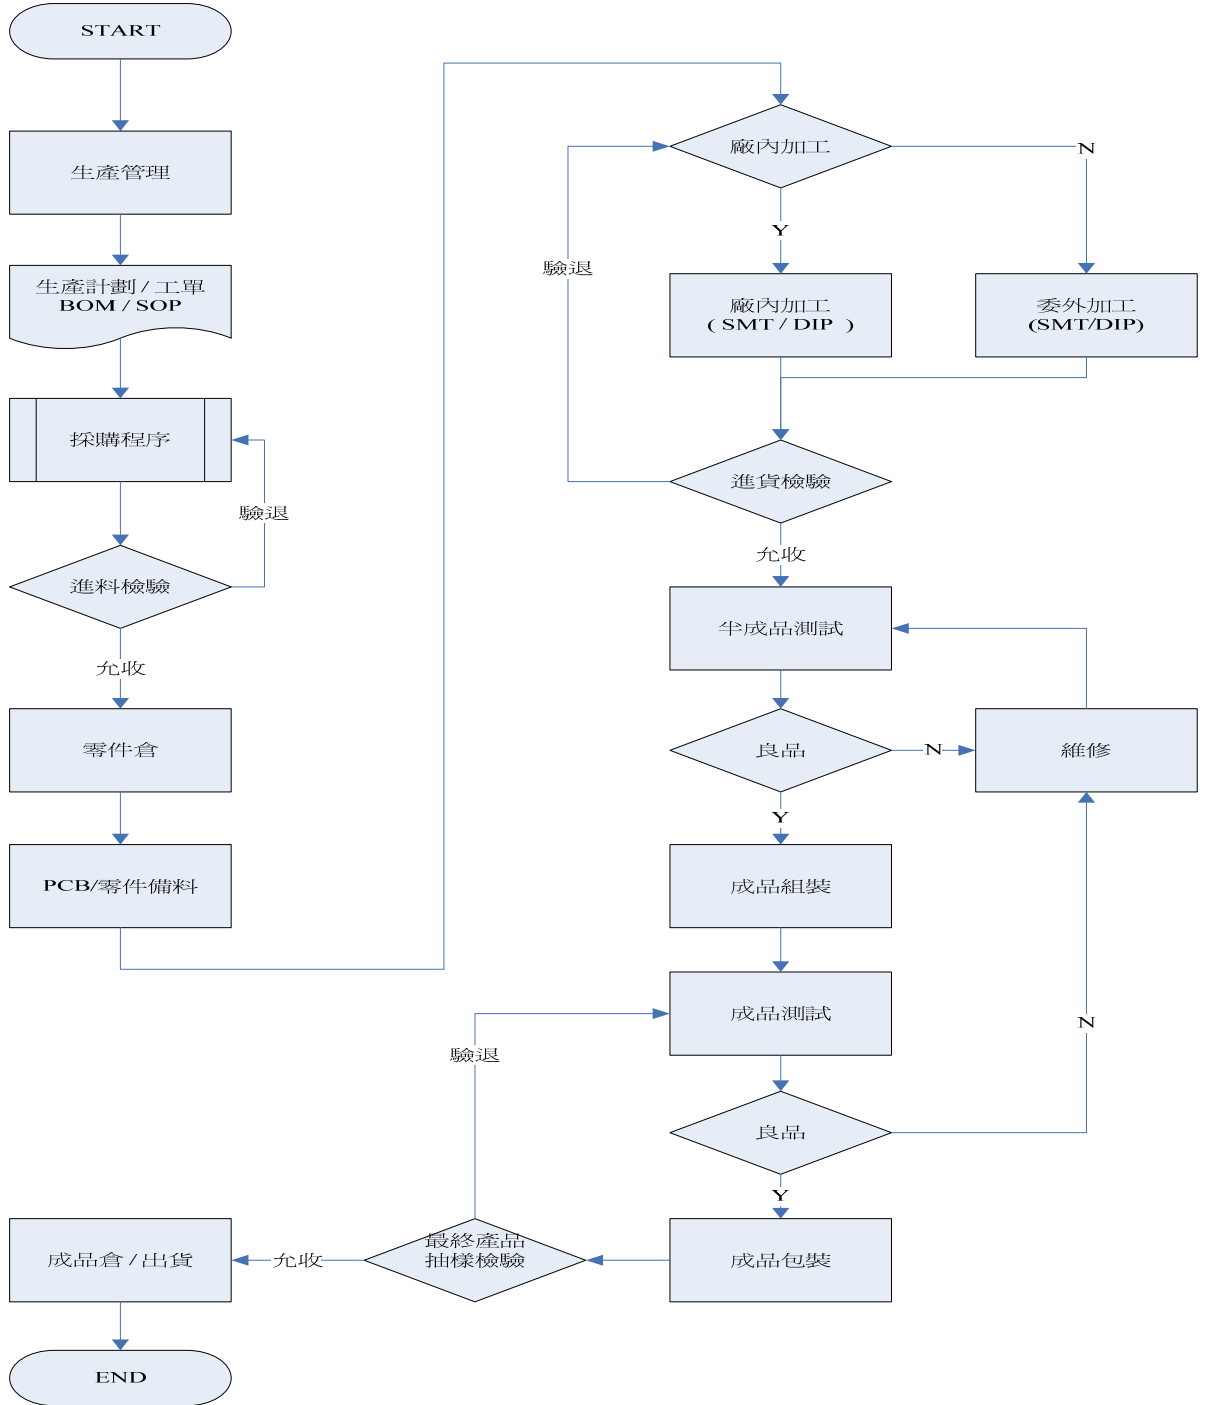 START
生產管理
生產計劃 / 工單
BOM / SOP
採購程序
驗退
進料檢驗
允收
零件倉
PCB/零件備料
廠內加工
N
Y
驗退
廠內加工
( SMT / DIP )
委外加工
(SMT/DIP)
進貨檢驗
允收
半成品測試
良品
N
維修
Y
成品組裝
成品測試
N
驗退
良品
Y
成品包裝
最終產品
抽樣檢驗
允收
成品倉 / 出貨
END